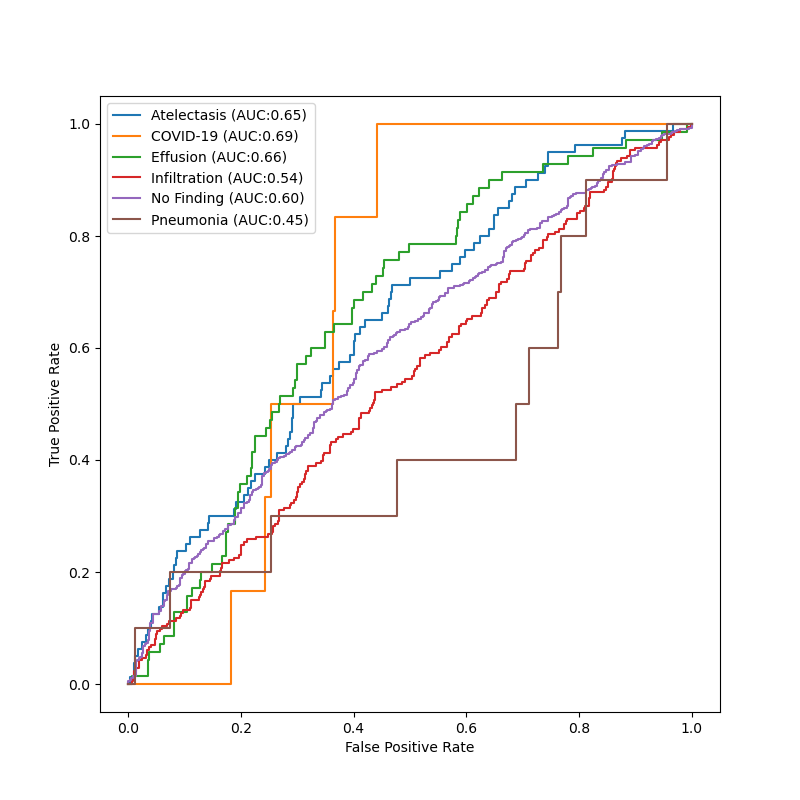 Atelectasis (AUC:0.65)
COVID-19 (AUC:0.69)
Effusion (AUC:0.66)
Infiltration (AUC:0.54)
No Finding (AUC:0.60)
Pneumonia (AUC:0.45)
1.0
0.8
0.6
0.4
0.2
0.0
True Positive Rate
0.0 0.2 0.4 0.6 0.8 1.0
False Positive Rate